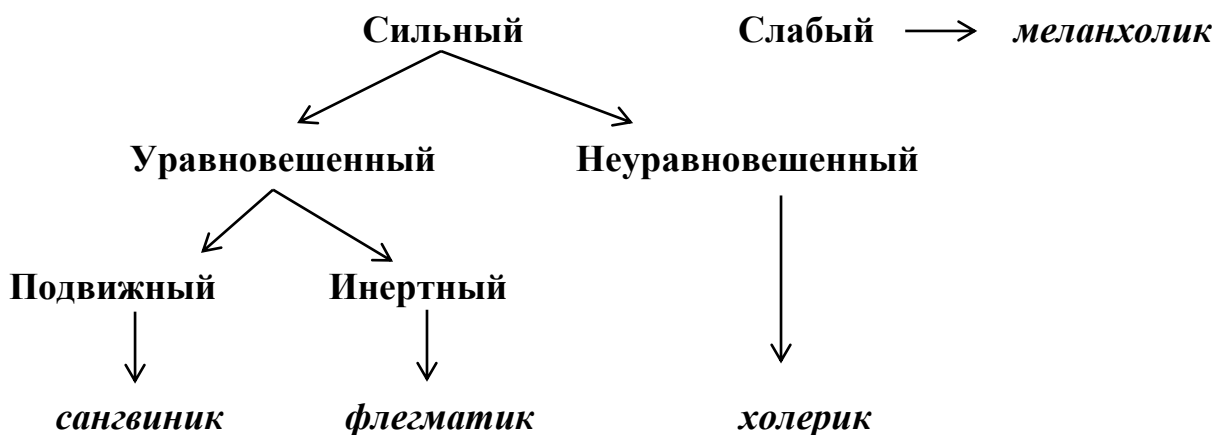 Сильный Слабый меланхолик
Уравновешенный Неуравновешенный
Подвижный Инертный
сангвиник флегматик холерик